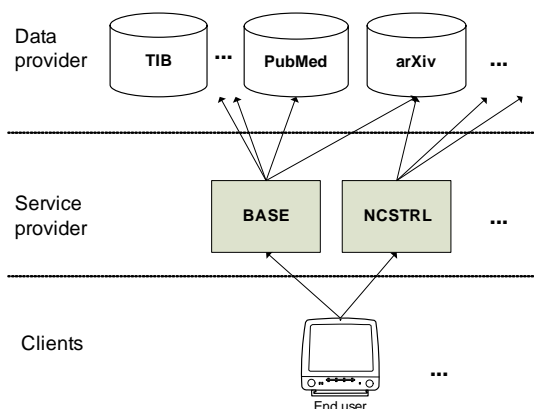 Data
provider
TIB
...
PubMed
arXiv
...
Service
provider
BASE
NCSTRL
...
Clients
...
End user